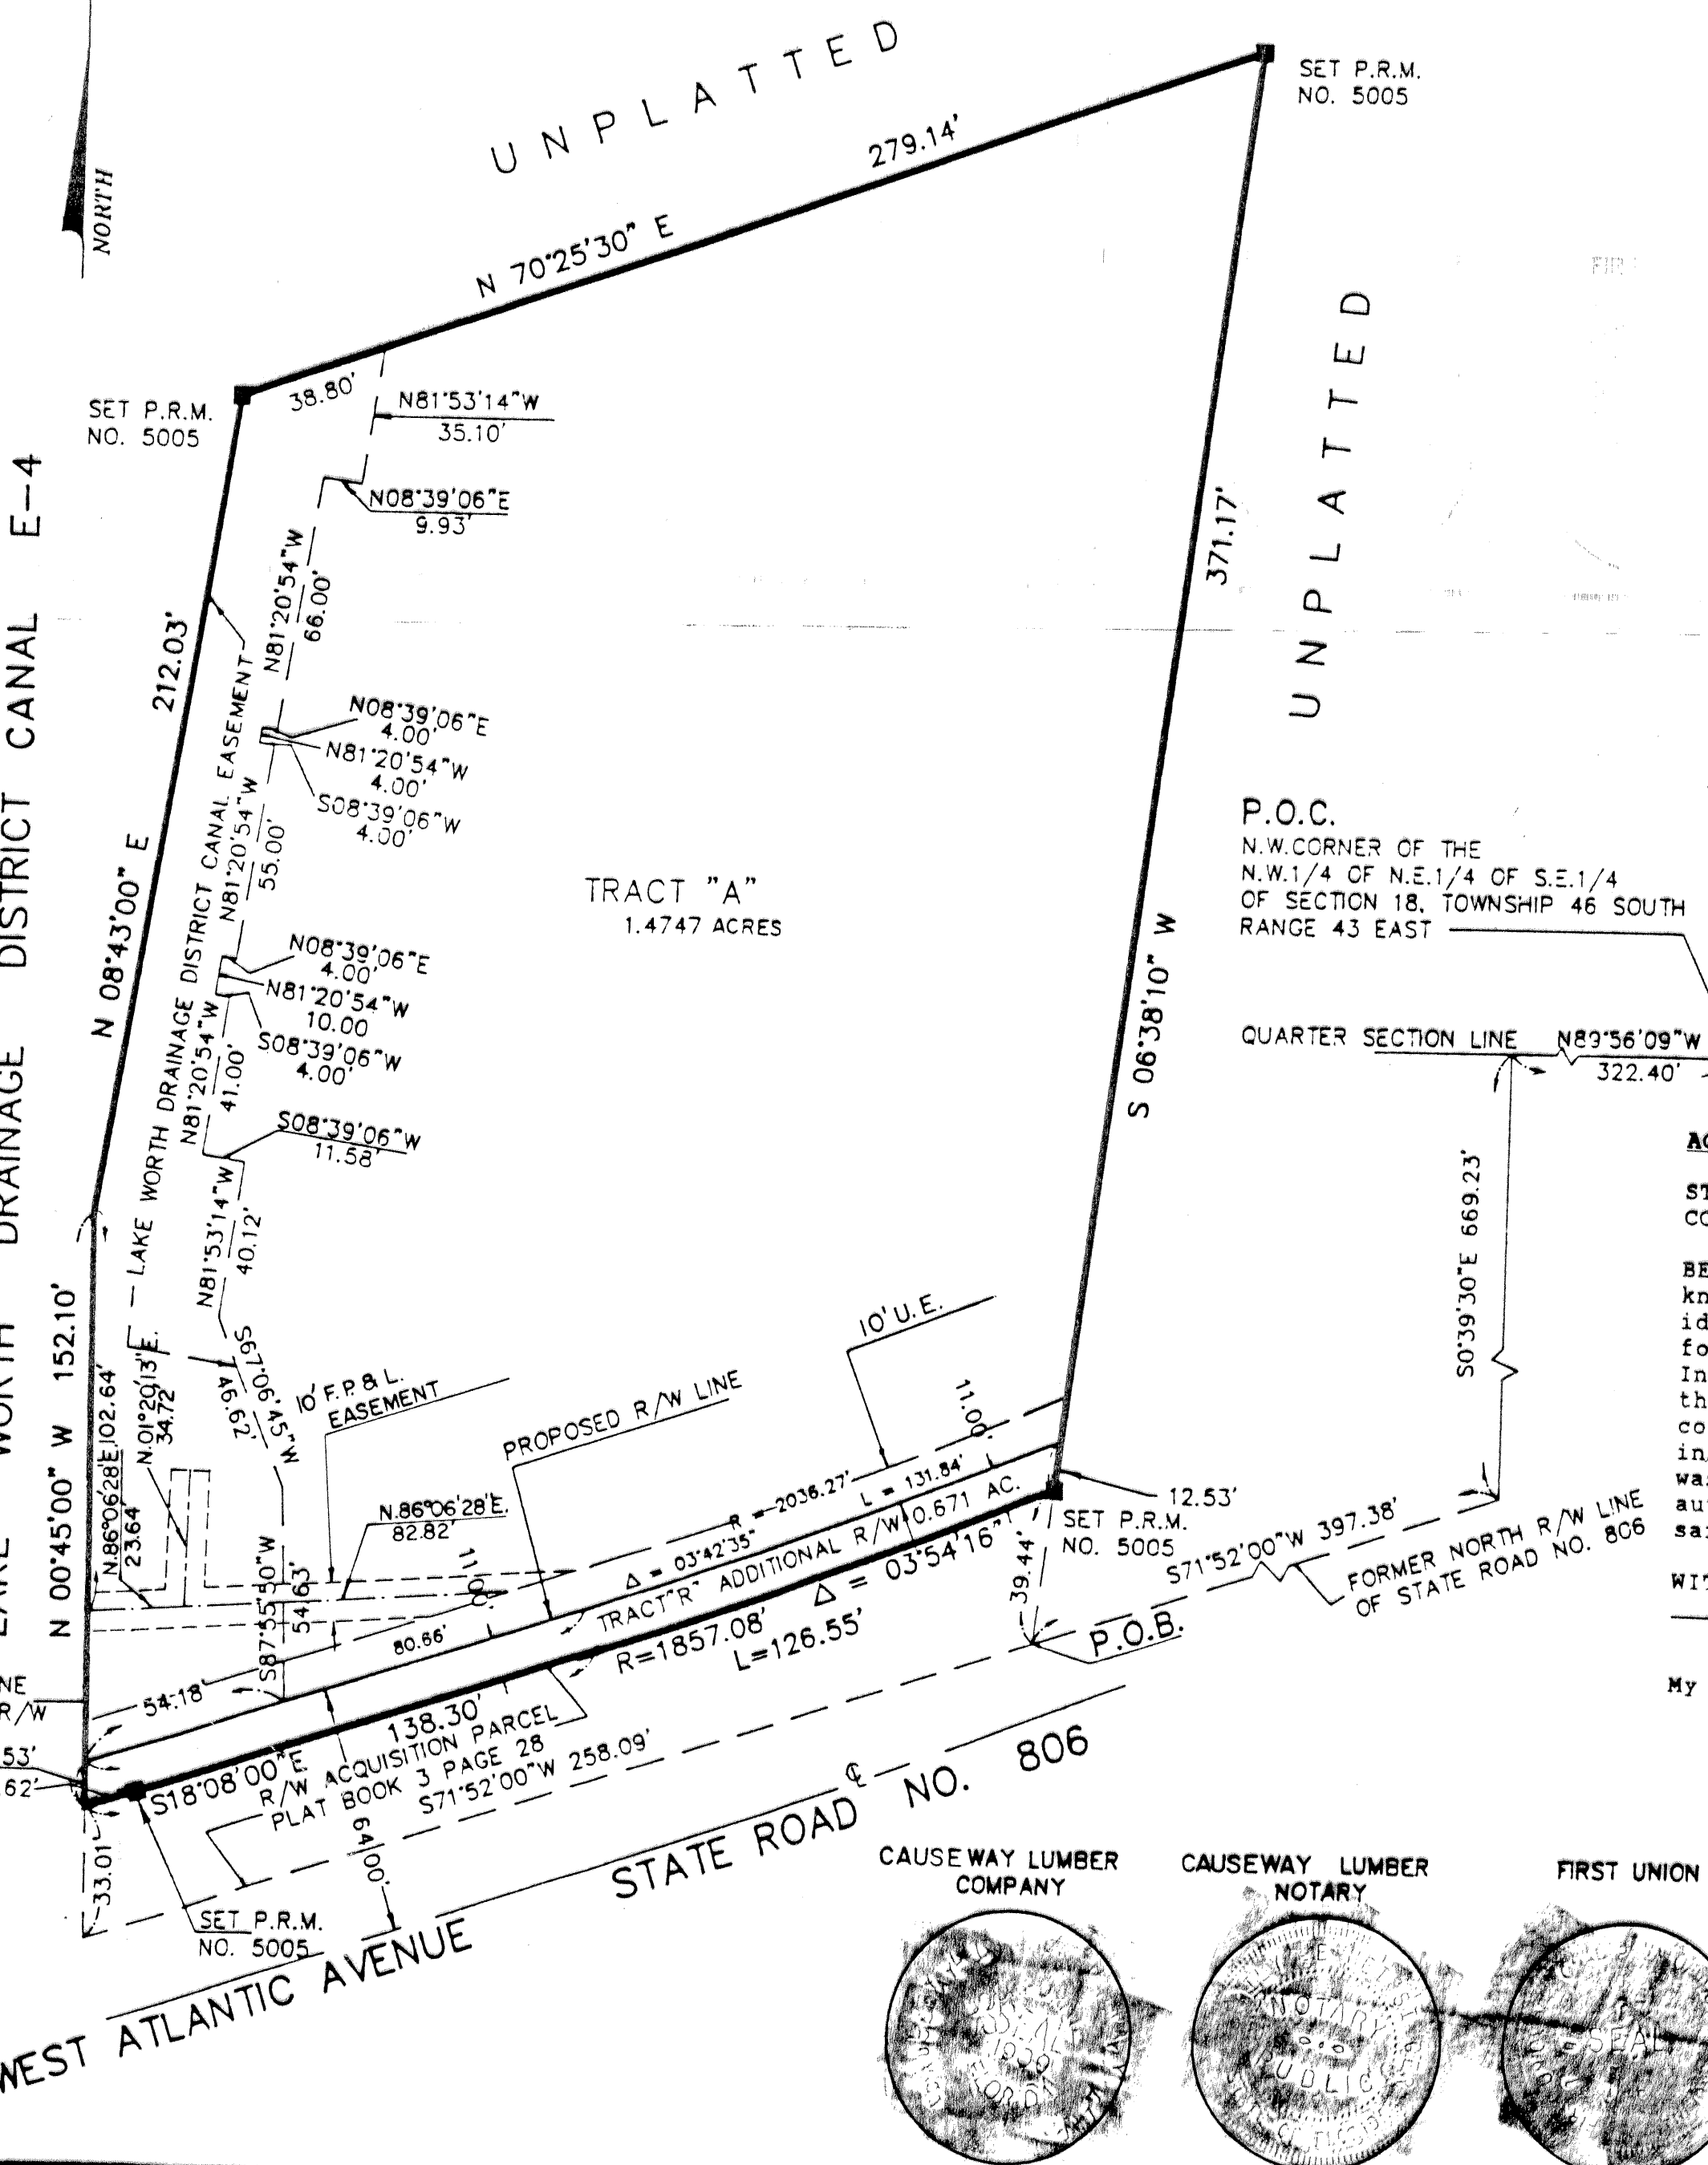 UNPLATTED
SET P.R.M.
NO. 5005
NORTH
279.14'
N 70°25'30" E
38.80'
SET P.R.M.
NO. 5005
N81°53'14"W
35.10'
N08°39'06"E
9.93'
UNPLATTED
371.17'
S 06°38'10" W
LAKE WORTH DRAINAGE DISTRICT CANAL E-4
212.03'
N 08°43'00" E
LAKE WORTH DRAINAGE DISTRICT CANAL EASEMENT
N81°20'54"W
66.00'
N08°39'06"E
4.00'
N81°20'54"W
4.00'
S08°39'06"W
4.00'
N81°20'54"W
55.00'
TRACT "A"
1.4747 ACRES
N08°39'06"E
4.00'
N81°20'54"W
10.00
S08°39'06"W
4.00'
N81°20'54"W
41.00'
S08°39'06"W
11.58'
N81°53'14"W
40.12'
P.O.C.
N.W.CORNER OF THE
N.W.1/4 OF N.E.1/4 OF S.E.1/4
OF SECTION 18, TOWNSHIP 46 SOUTH
RANGE 43 EAST
QUARTER SECTION LINE
N89°56'09"W
322.40'
S0°39'30"E 669.23'
N 00°45'00" W 152.10'
N.86°06'28"E.102.64'
23.64'
N.01°20'13"E.
34.72
S67°06'45"W
46.62'
10' F.P.& L.
EASEMENT
PROPOSED R/W LINE
10' U.E.
11.00'
N.86°06'28"E.
82.82'
11.00'
R = 2036.27'
L = 131.84'
Δ = 03°42'35"
TRACT "R" ADDITIONAL R/W 0.671 AC.
S87°55'50"W
54.63'
80.66'
54.18'
R=1857.08' Δ = 03°54'16"
L=126.55'
12.53'
SET P.R.M.
NO. 5005
39.44'
S71°52'00"W 397.38'
FORMER NORTH R/W LINE
OF STATE ROAD NO. 806
P.O.B.
R/W
53'
62'
138.30'
S18°08'00"E
R/W ACQUISITION PARCEL
PLAT BOOK 3 PAGE 28
S71°52'00"W 258.09'
64.00'
33.01'
SET P.R.M.
NO. 5005
WEST ATLANTIC AVENUE
STATE ROAD NO. 806
My
CAUSEWAY LUMBER
COMPANY
CAUSEWAY LUMBER
NOTARY
FIRST UNION
NOTARY
PUBLIC
SEAL